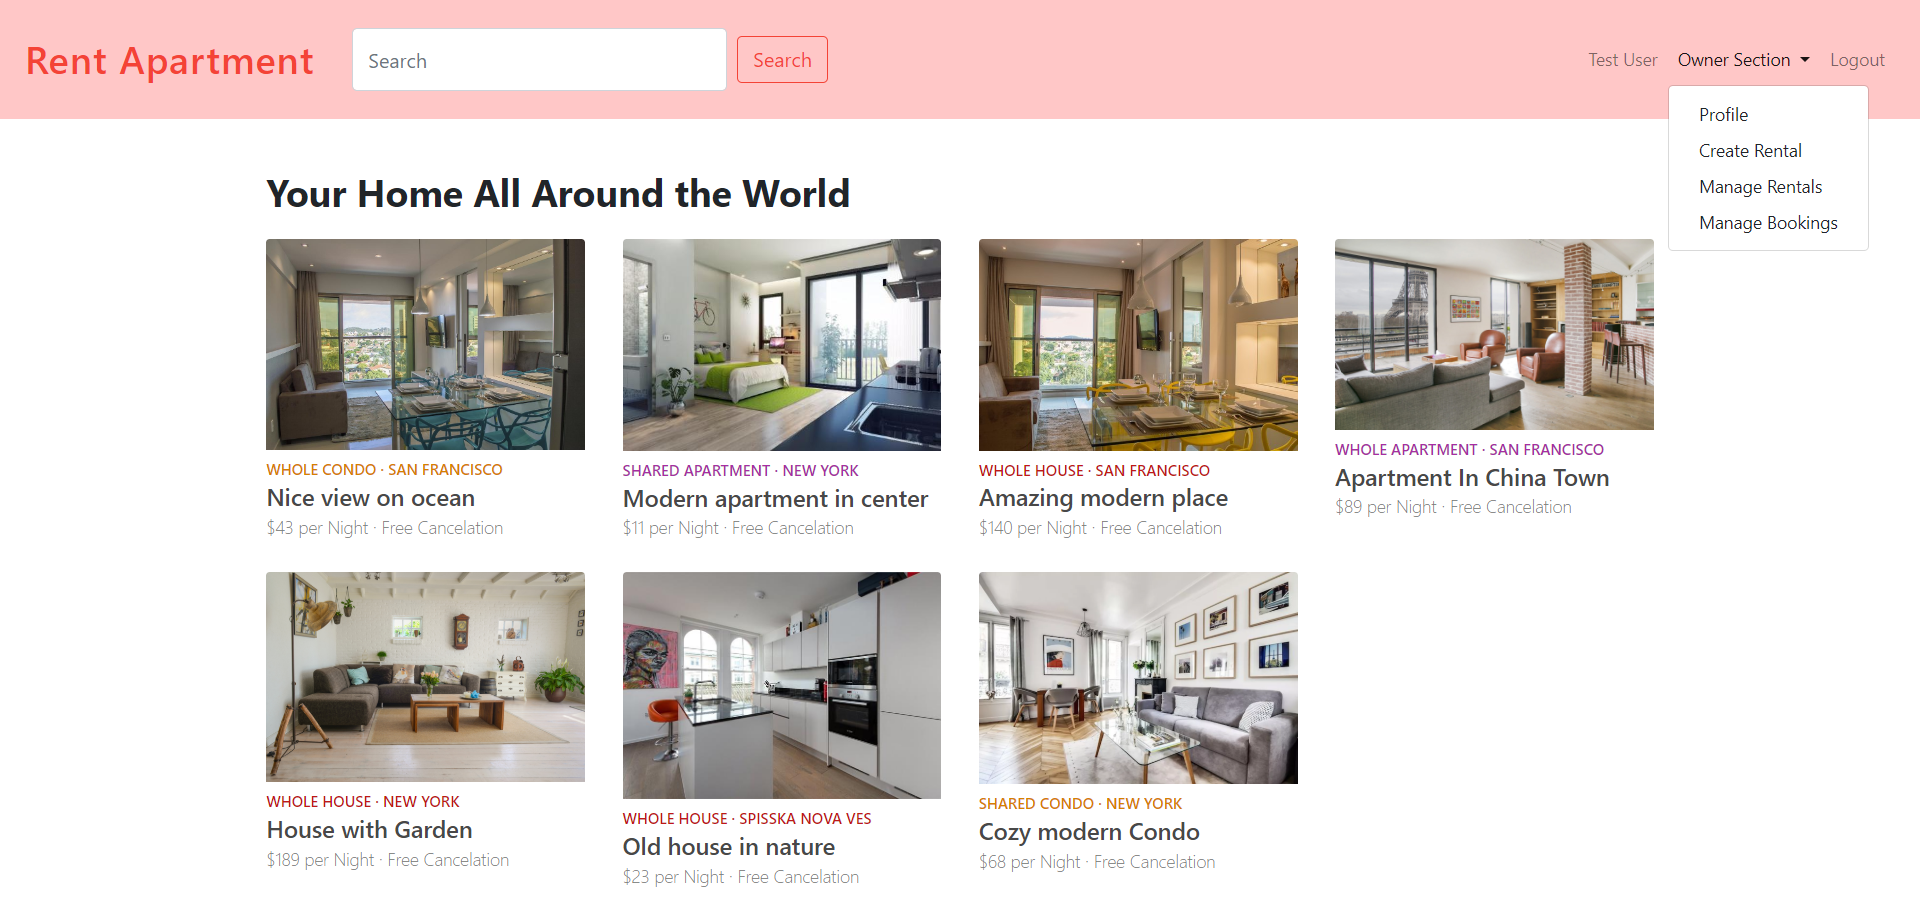 Rent Apartment
Search
Search
Test User
Owner Section
Logout
Profile
Create Rental
Manage Rentals
Manage Bookings
Your Home All Around the World
WHOLE CONDO · SAN FRANCISCO
Nice view on ocean
$43 per Night · Free Cancelation
SHARED APARTMENT · NEW YORK
Modern apartment in center
$11 per Night · Free Cancelation
WHOLE HOUSE · SAN FRANCISCO
Amazing modern place
$140 per Night · Free Cancelation
WHOLE APARTMENT · SAN FRANCISCO
Apartment In China Town
$89 per Night · Free Cancelation
WHOLE HOUSE · NEW YORK
House with Garden
$189 per Night · Free Cancelation
WHOLE HOUSE · SPISSKA NOVA VES
Old house in nature
$23 per Night · Free Cancelation
SHARED CONDO · NEW YORK
Cozy modern Condo
$68 per Night · Free Cancelation